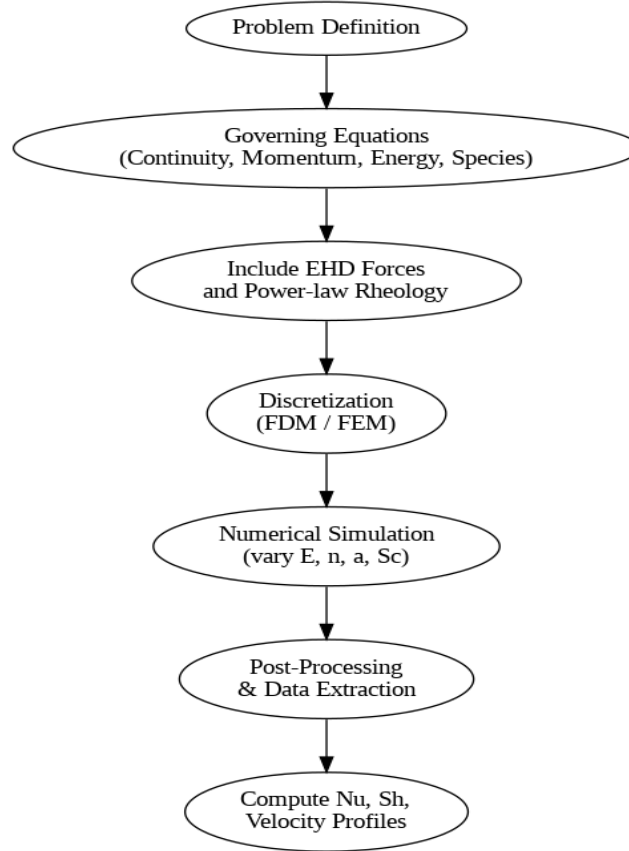 Problem Definition
Governing Equations
(Continuity, Momentum, Energy, Species)
Include EHD Forces
and Power-law Rheology
Discretization
(FDM / FEM)
Numerical Simulation
(vary E, n, a, Sc)
Post-Processing
& Data Extraction
Compute Nu, Sh,
Velocity Profiles